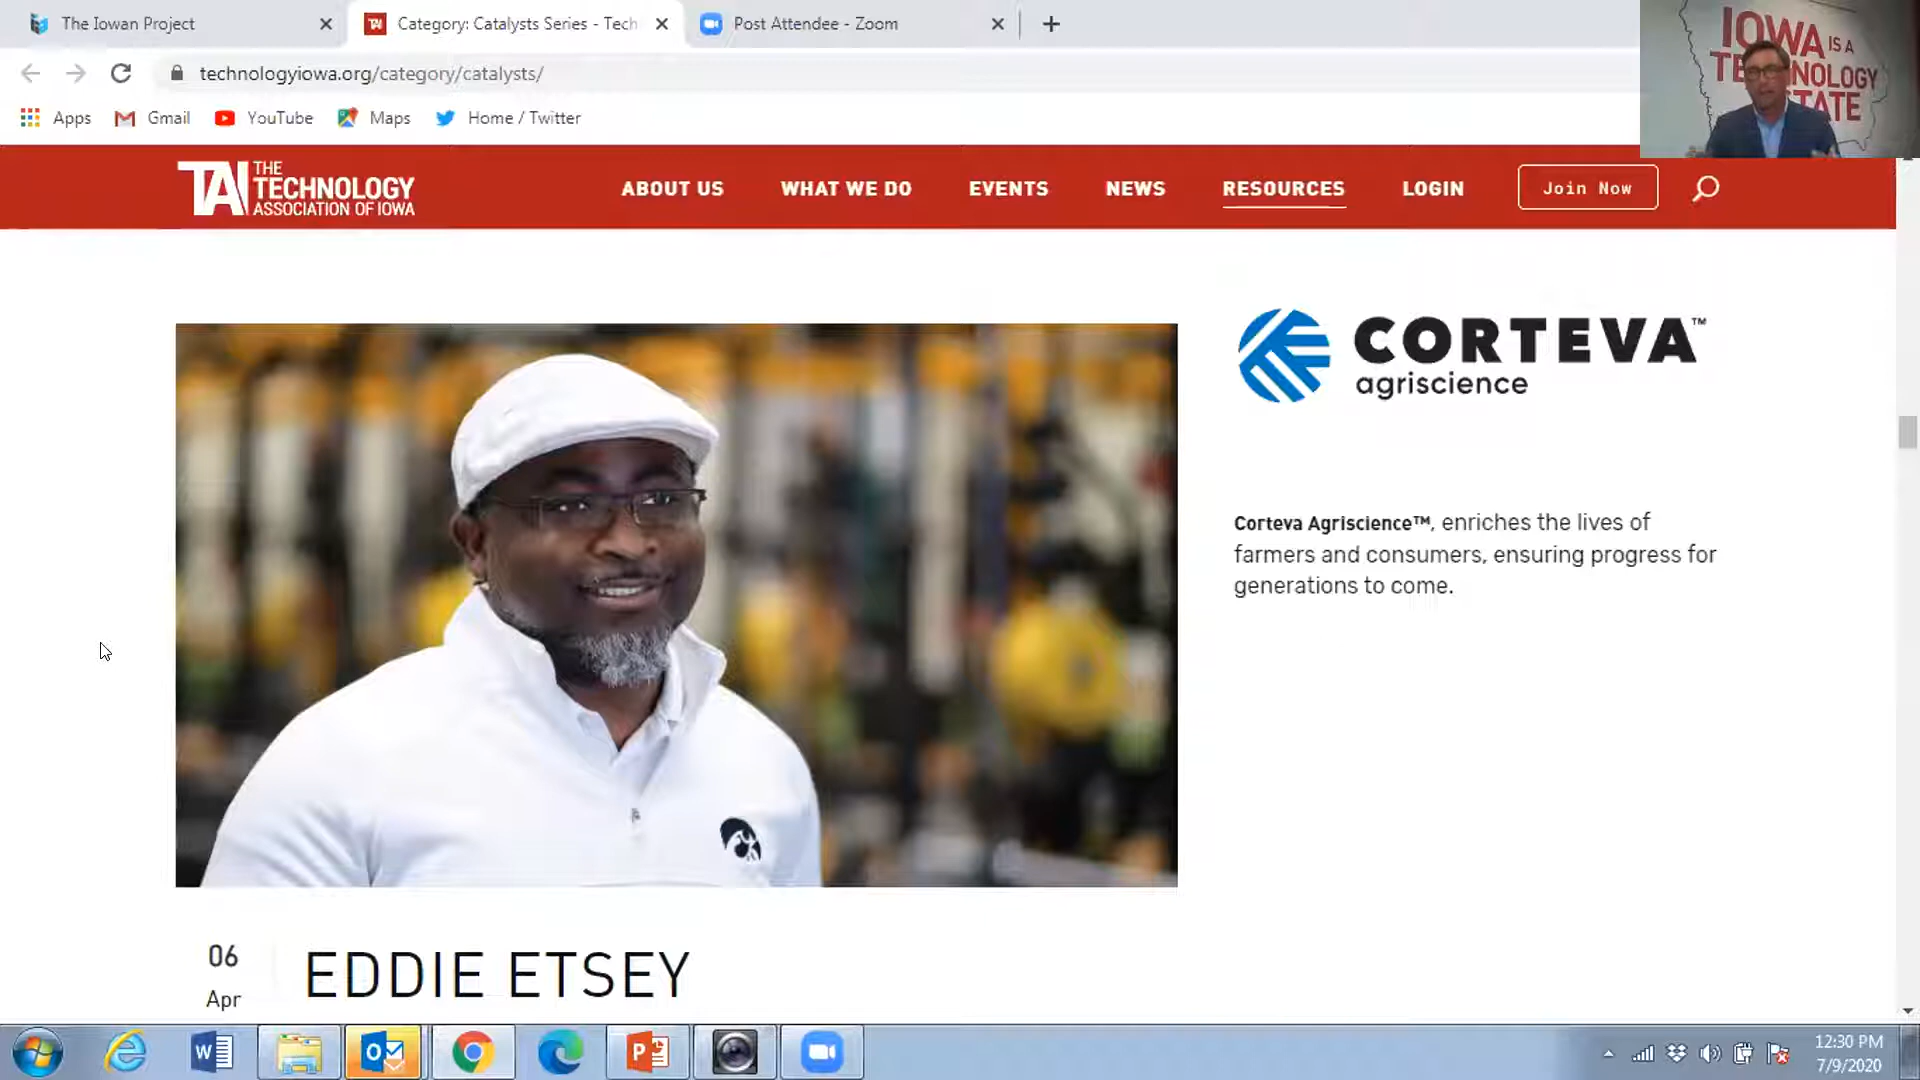 The Iowan Project
Category: Catalysts Series - Tech
Post Attendee - Zoom
technologyiowa.org/category/catalysts/
Apps
Gmail
YouTube
Maps
Home / Twitter
IOWA IS A
TECHNOLOGY
STATE
TAI THE
TECHNOLOGY
ASSOCIATION OF IOWA
ABOUT US
WHAT WE DO
EVENTS
NEWS
RESOURCES
LOGIN
Join Now
CORTEVA™
agriscience
Corteva Agriscience™, enriches the lives of
farmers and consumers, ensuring progress for
generations to come.
06
Apr
EDDIE ETSEY
12:30 PM
7/9/2020